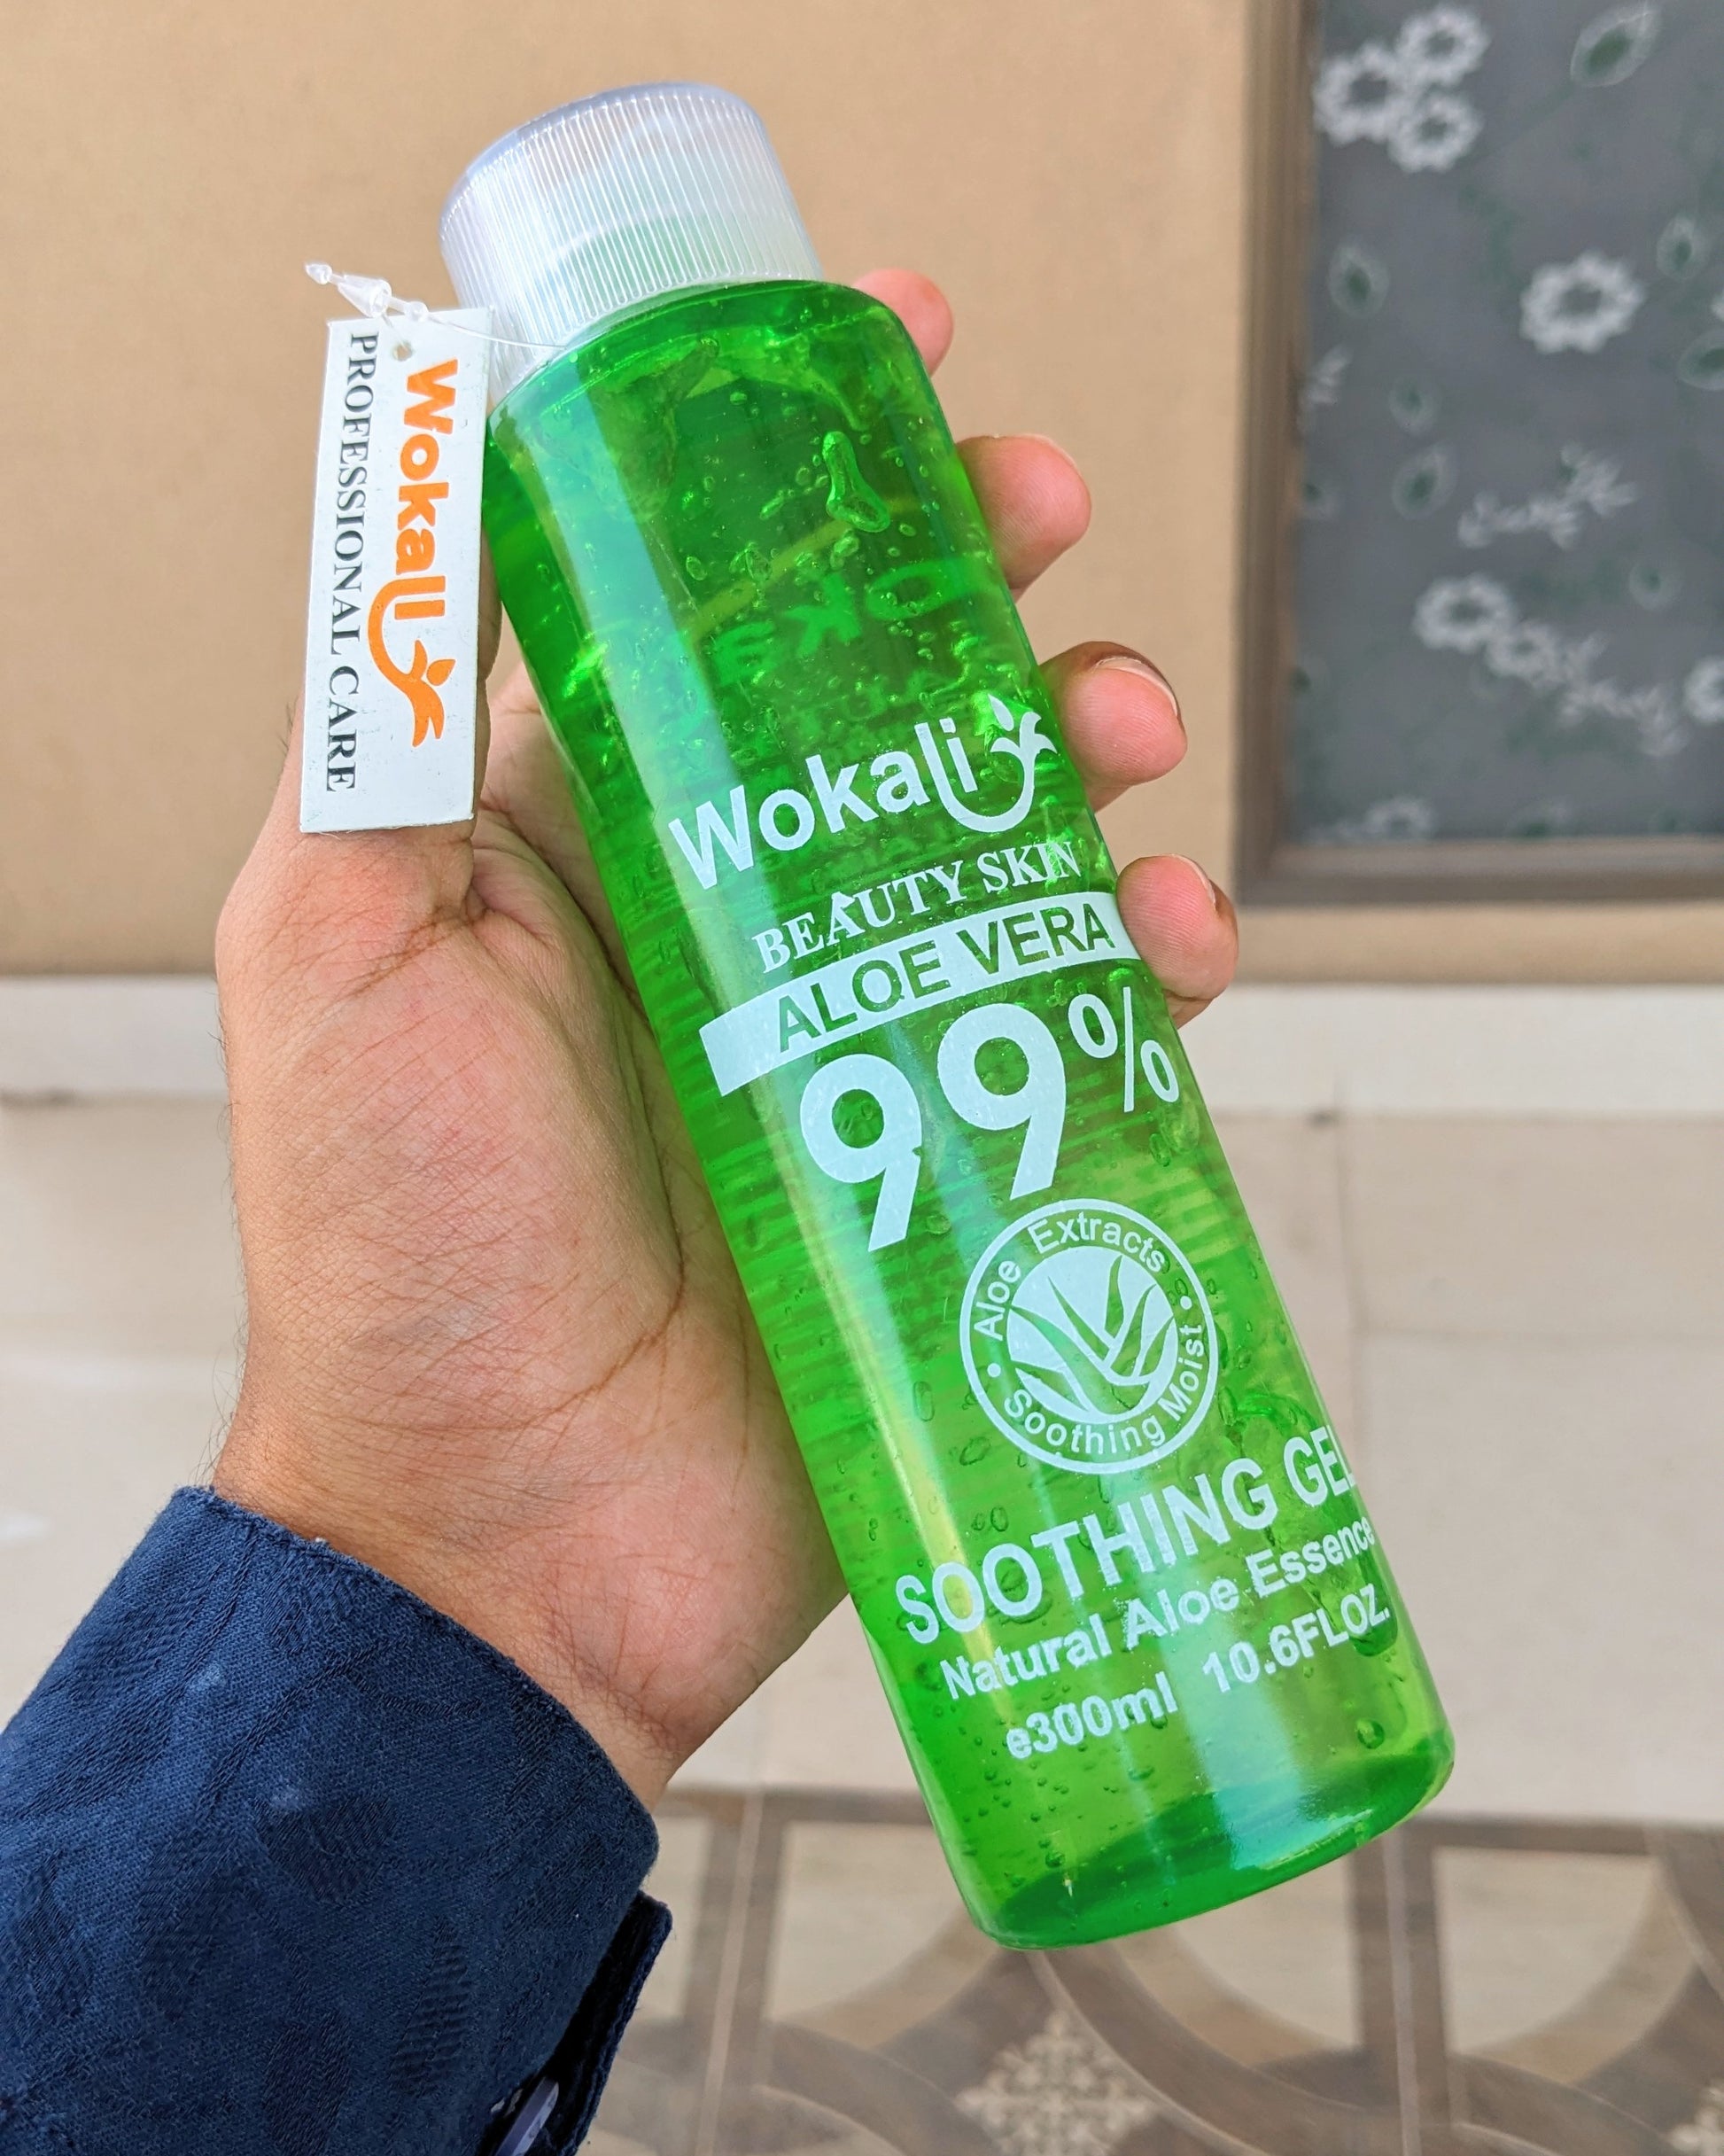 Wokali
PROFESSIONAL CARE
Wokali
BEAUTY SKIN
ALOE VERA
99%
Aloe Extracts
Soothing Moist
SOOTHING GEL
Natural Aloe Essence
e300ml 10.6FLOZ.